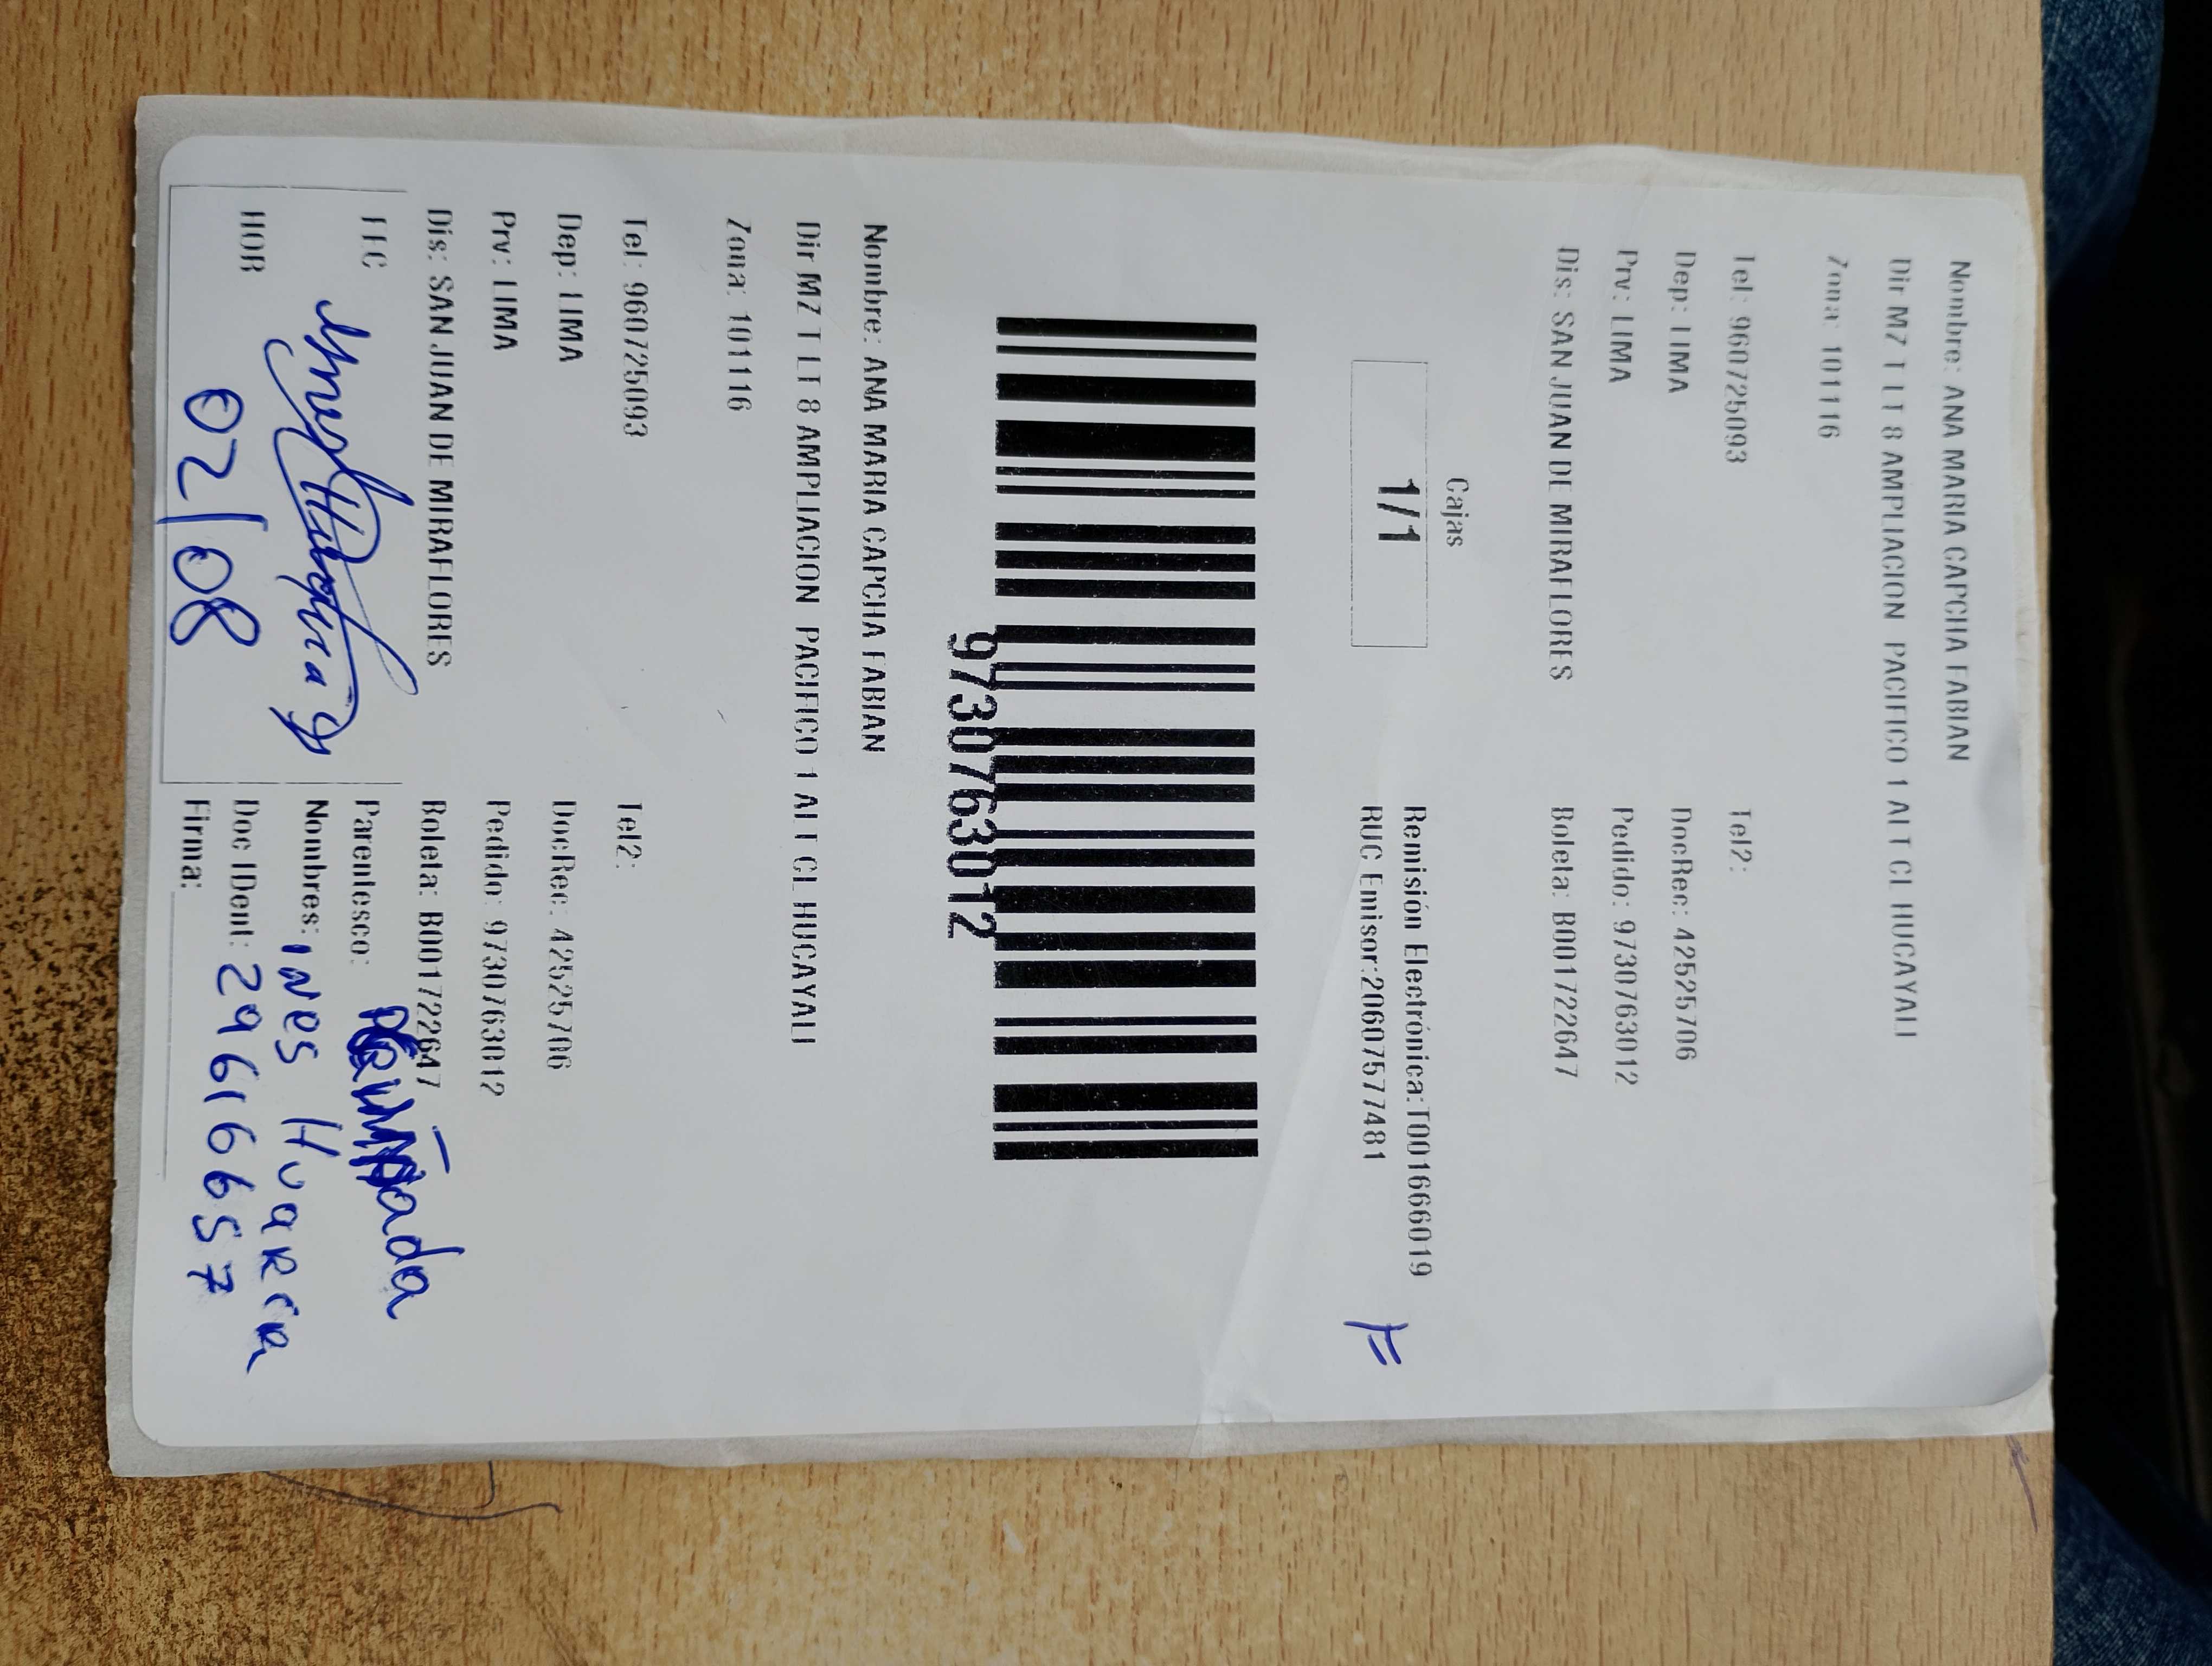 Nombre: ANA MARIA CAPCHA FABIAN
Dir MZ T LT 8 AMPLIACION PACIFICO 1 ALT CL HUCAYALI
Zona: 101116
Tel: 960725093 Tel2:
Dep: LIMA DocRec: 42525706
Prv: LIMA Pedido: 9730763012
Dis: SAN JUAN DE MIRAFLORES Boleta: B001722647
Cajas
1/1
Remisión Electrónica:T001666019
RUC Emisor:20607577481
F
9730763012
Nombre: ANA MARIA CAPCHA FABIAN
Dir MZ T LT 8 AMPLIACION PACIFICO 1 ALT CL HUCAYALI
Zona: 101116
Tel: 960725093 Tel2:
Dep: LIMA DocRec: 42525706
Prv: LIMA Pedido: 9730763012
Dis: SAN JUAN DE MIRAFLORES Boleta: B001722647
FEC Parentesco:
Nombres: INES HuaRcA
HOR Doc IDent: 29616657
02/08 Firma: